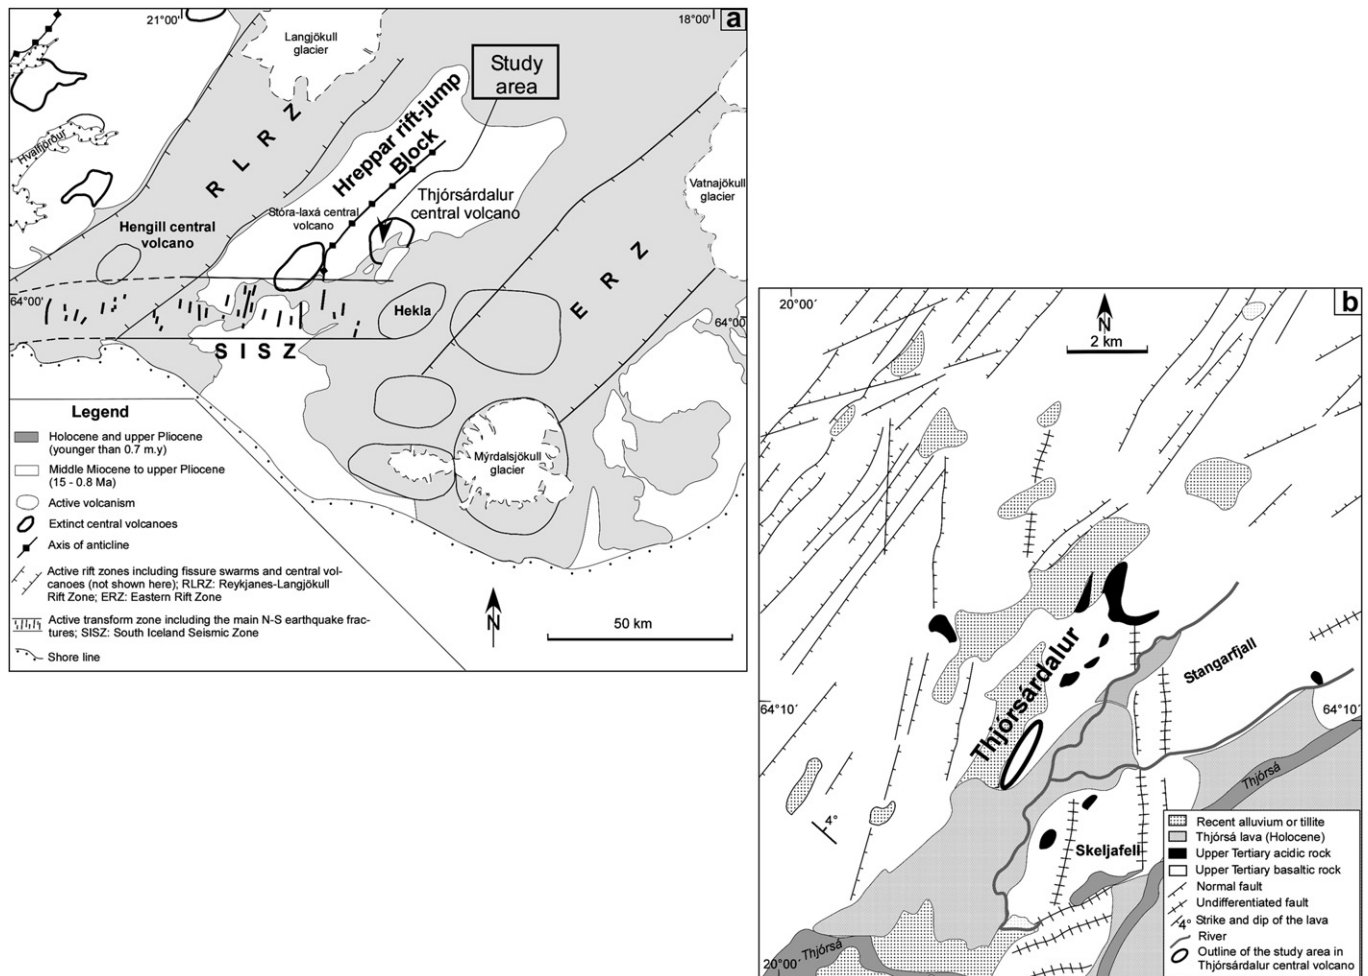 21°00'
18°00'
a
Langjökull
glacier
Study
area
Hvalfjörður
R L R Z
Hreppar rift-jump
Block
Vatnajökull
glacier
Stóra-laxá central
volcano
Thjórsárdalur
central volcano
Hengill central
volcano
E R Z
64°00'
64°00'
Hekla
S I S Z
Mýrdalsjökull
glacier
Legend
Holocene and upper Pliocene
(younger than 0.7 m.y)
Middle Miocene to upper Pliocene
(15 - 0.8 Ma)
Active volcanism
Extinct central volcanoes
Axis of anticline
Active rift zones including fissure swarms and central vol-
canoes (not shown here); RLRZ: Reykjanes-Langjökull
Rift Zone; ERZ: Eastern Rift Zone
Active transform zone including the main N-S earthquake frac-
tures; SISZ: South Iceland Seismic Zone
Shore line
N
50 km
20°00'
b
N
2 km
Thjórsárdalur
Stangarfjall
64°10'
64°10'
Thjórsá
4°
Skeljafell
Thjórsá
20°00'
Recent alluvium or tillite
Thjórsá lava (Holocene)
Upper Tertiary acidic rock
Upper Tertiary basaltic rock
Normal fault
Undifferentiated fault
4° Strike and dip of the lava
River
Outline of the study area in
Thjórsárdalur central volcano